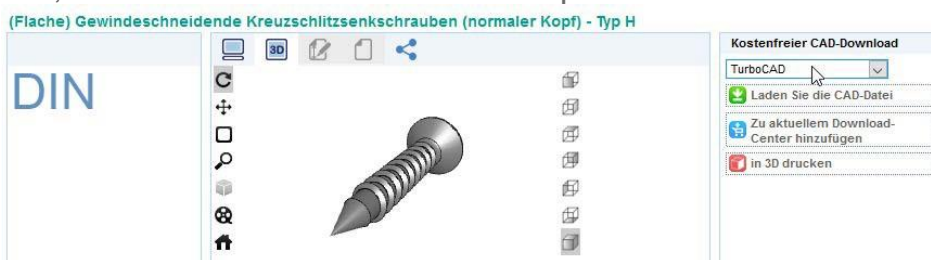 (Flache) Gewindeschneidende Kreuzschlitzsenkschrauben (normaler Kopf) - Typ H
DIN
3D
Kostenfreier CAD-Download
TurboCAD
Laden Sie die CAD-Datei
Zu aktuellem Download-
Center hinzufügen
in 3D drucken